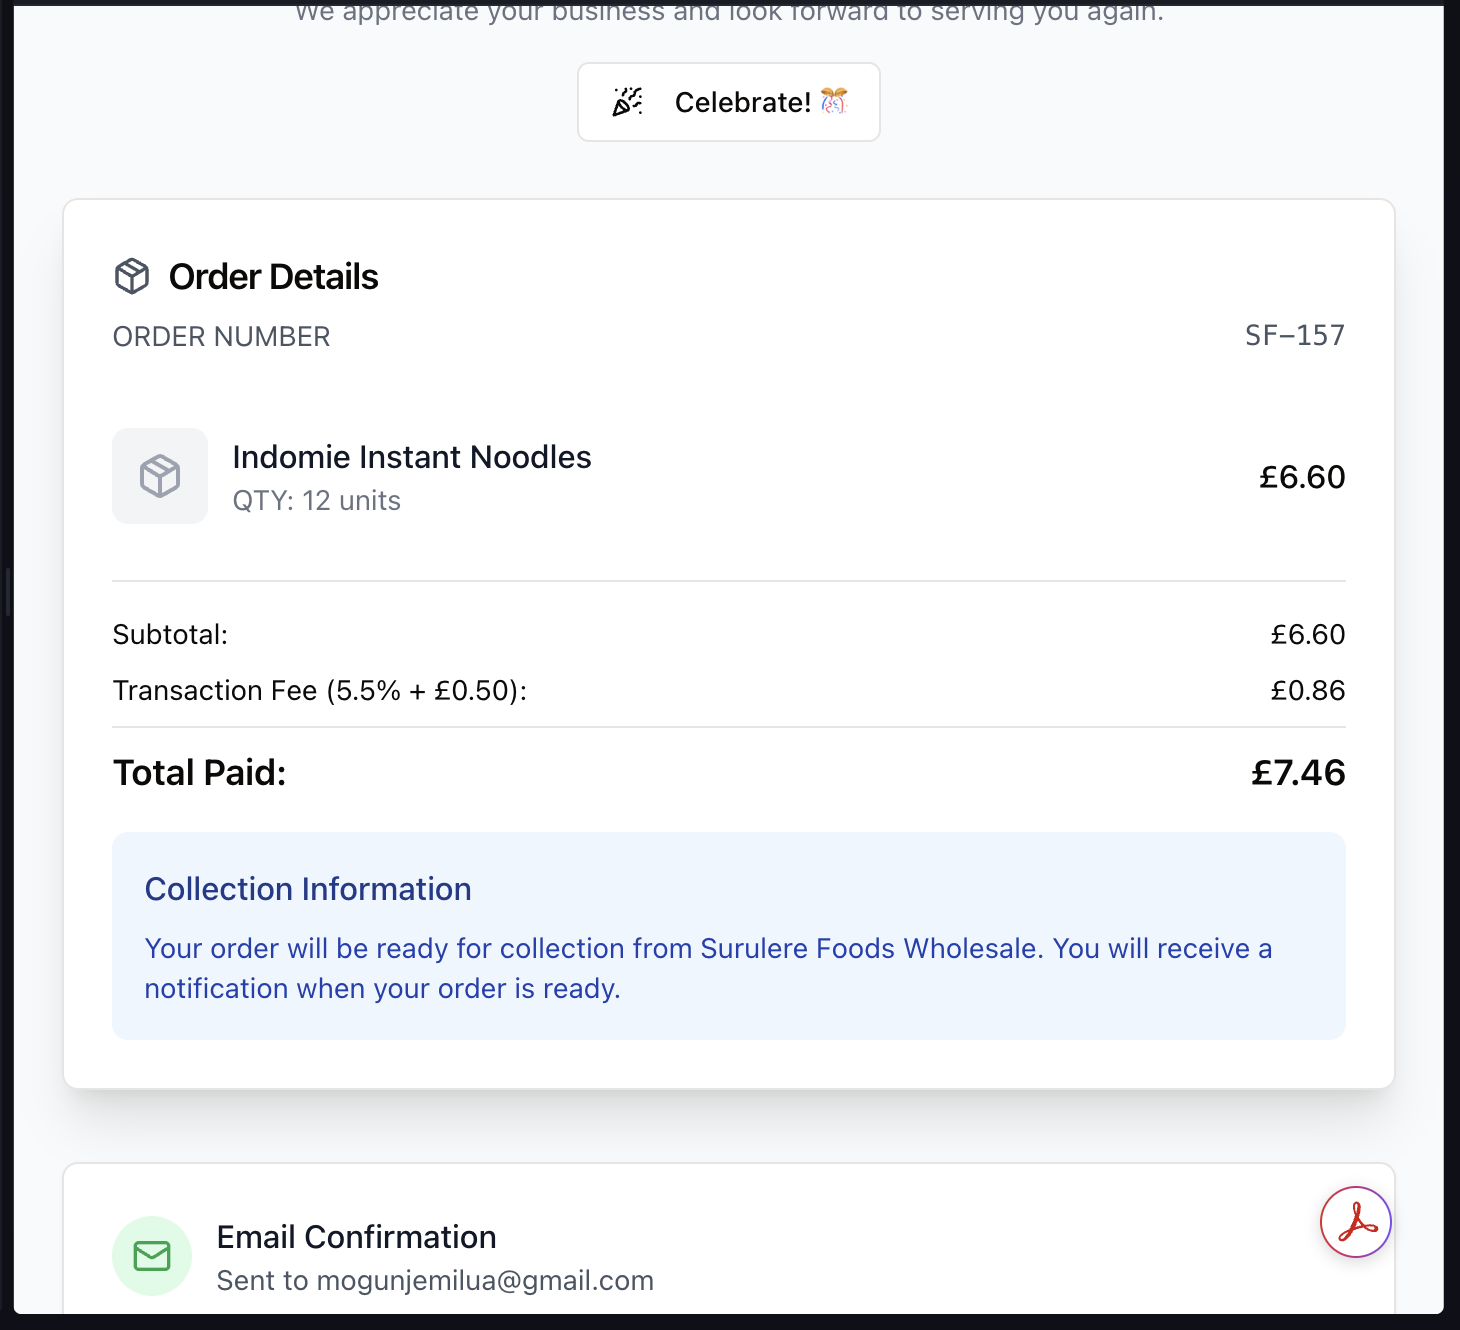 We appreciate your business and look forward to serving you again.
Celebrate! 🎊
Order Details
ORDER NUMBER
SF-157
Indomie Instant Noodles
QTY: 12 units
£6.60
Subtotal:
£6.60
Transaction Fee (5.5% + £0.50):
£0.86
Total Paid:
£7.46
Collection Information
Your order will be ready for collection from Surulere Foods Wholesale. You will receive a
notification when your order is ready.
Email Confirmation
Sent to mogunjemilua@gmail.com